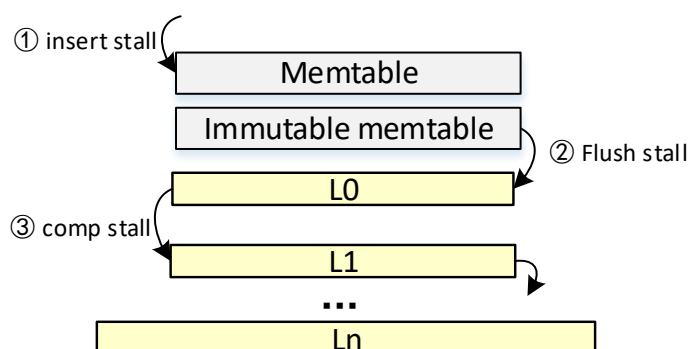 ① insert stall
Memtable
Immutable memtable
② Flush stall
L0
③ comp stall
L1
...
Ln